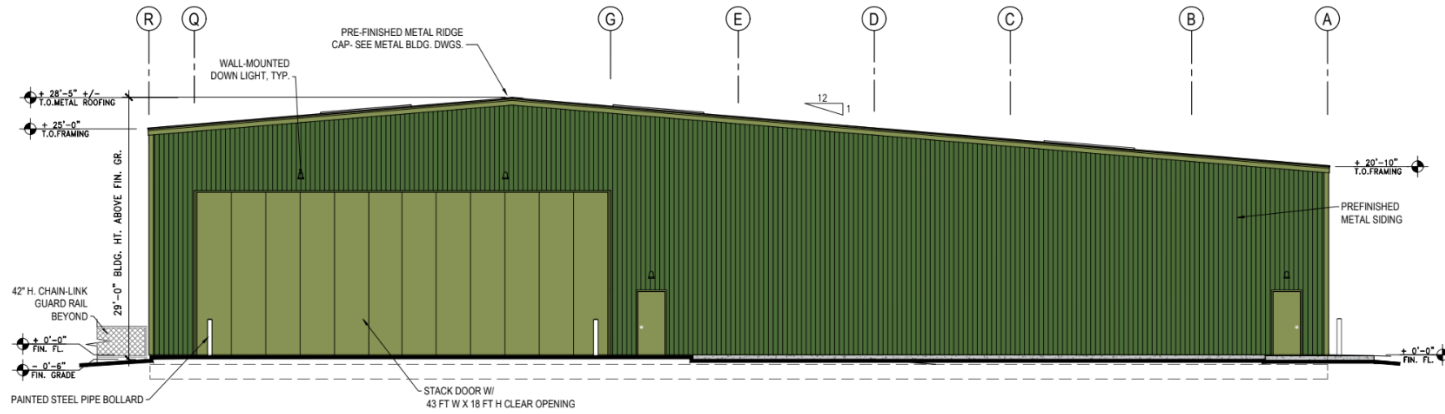 R
Q
G
E
D
C
B
A
PRE-FINISHED METAL RIDGE
CAP- SEE METAL BLDG. DWGS.
WALL-MOUNTED
DOWN LIGHT, TYP.
+ 28'-5" +/-
T.O.METAL ROOFING
12
1
+ 25'-0"
T.O.FRAMING
+ 20'-10"
T.O.FRAMING
29'-0" BLDG. HT. ABOVE FIN. GR.
PREFINISHED
METAL SIDING
42" H. CHAIN-LINK
GUARD RAIL
BEYOND
+ 0'-0"
FIN. FL.
+ 0'-0"
FIN. FL.
- 0'-6"
FIN. GRADE
PAINTED STEEL PIPE BOLLARD
STACK DOOR W/
43 FT W X 18 FT H CLEAR OPENING